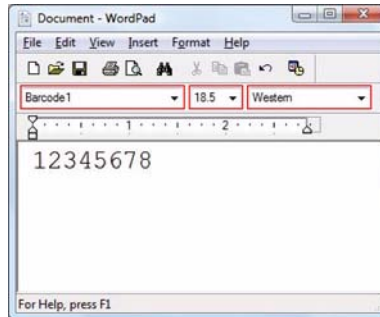 Document - WordPad
File Edit View Insert Format Help
Barcode1 18.5 Western
1 2
12345678
For Help, press F1